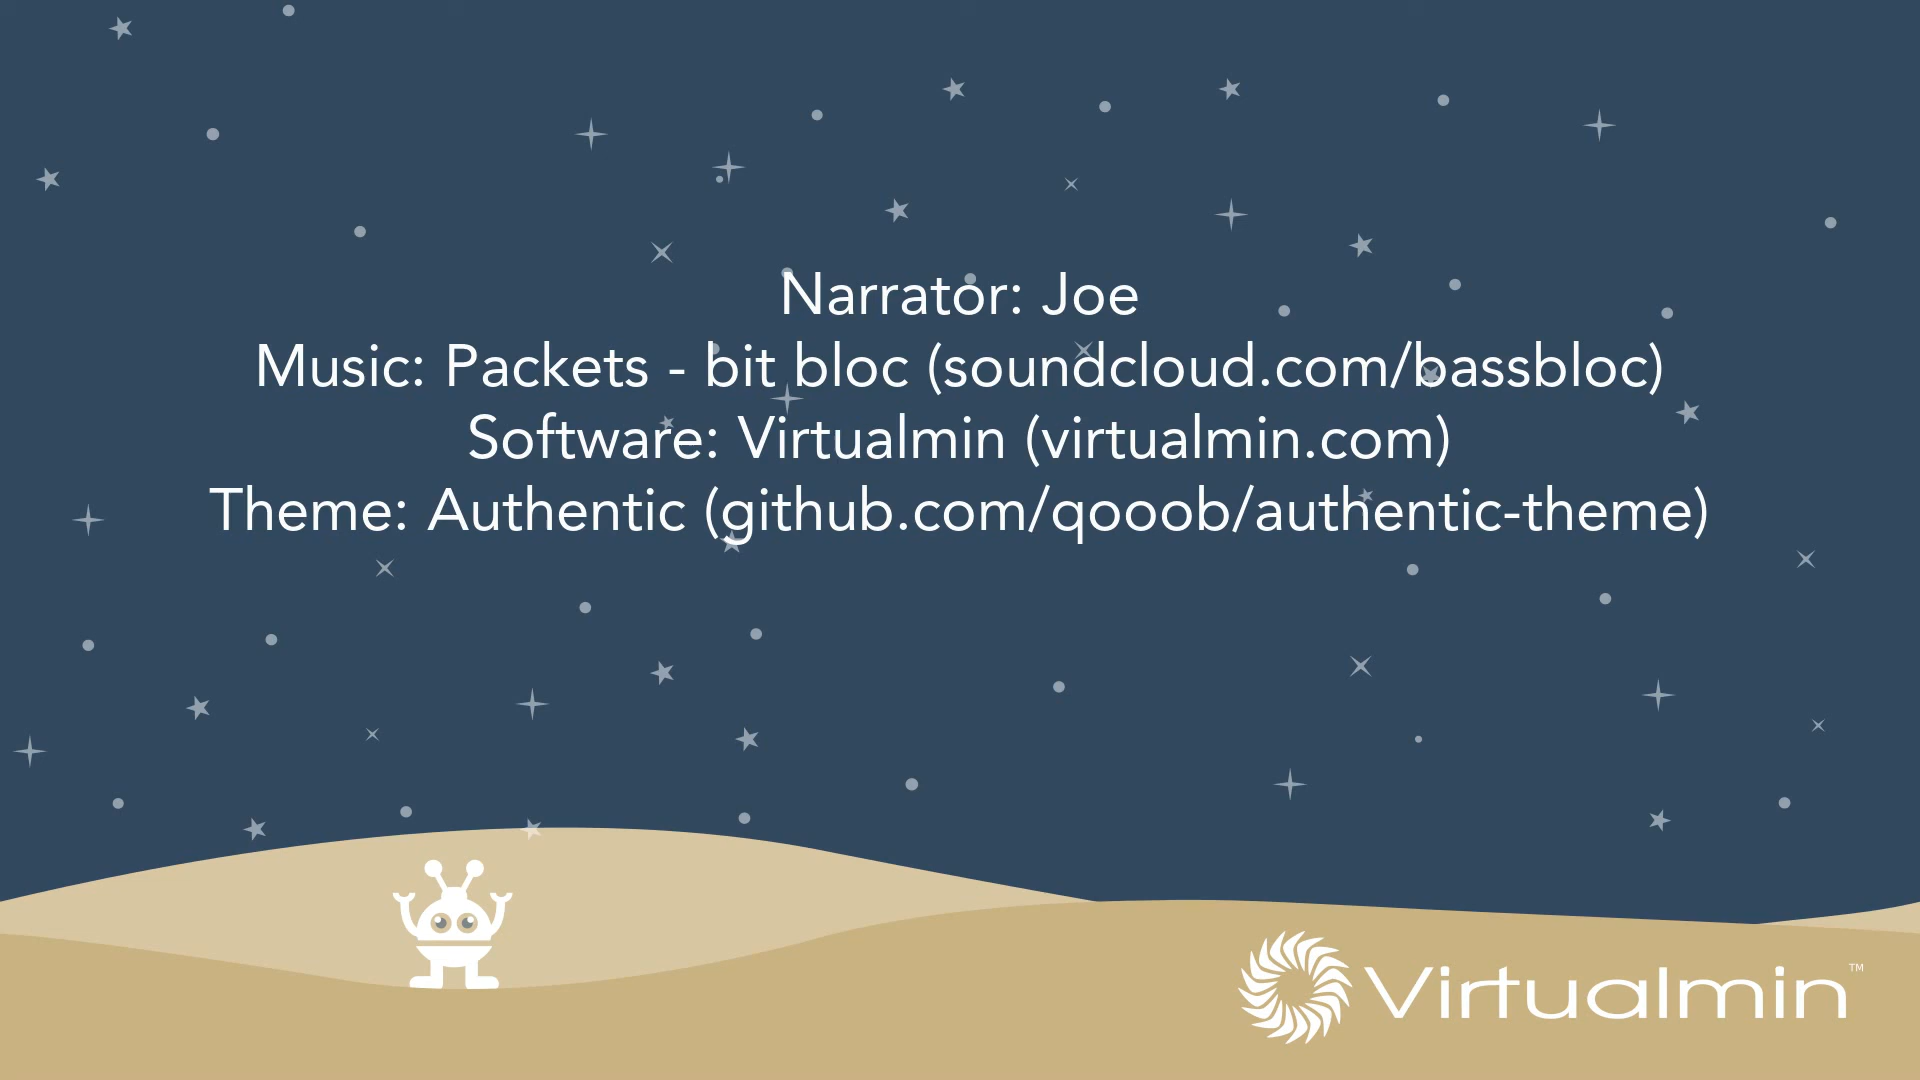 Narrator: Joe
Music: Packets - bit bloc (soundcloud.com/bassbloc)
Software: Virtualmin (virtualmin.com)
Theme: Authentic (github.com/qooob/authentic-theme)
Virtualmin™